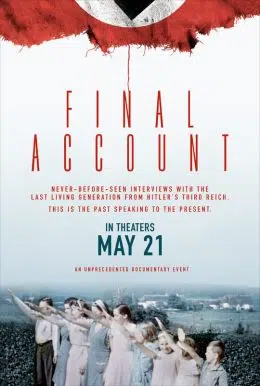 FINAL
ACCOUNT
NEVER-BEFORE-SEEN INTERVIEWS WITH THE
LAST LIVING GENERATION FROM HITLER'S THIRD REICH.
THIS IS THE PAST SPEAKING TO THE PRESENT.
IN THEATERS
MAY 21
AN UNPRECEDENTED DOCUMENTARY EVENT